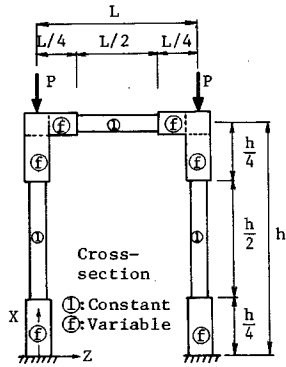 L
L/4 L/2 L/4
P P
ⓕ ① ⓕ
ⓕ ⓕ
h/4
① ①
h/2
h
Cross-
section
①:Constant
ⓕ:Variable
X
ⓕ ⓕ
h/4
Z